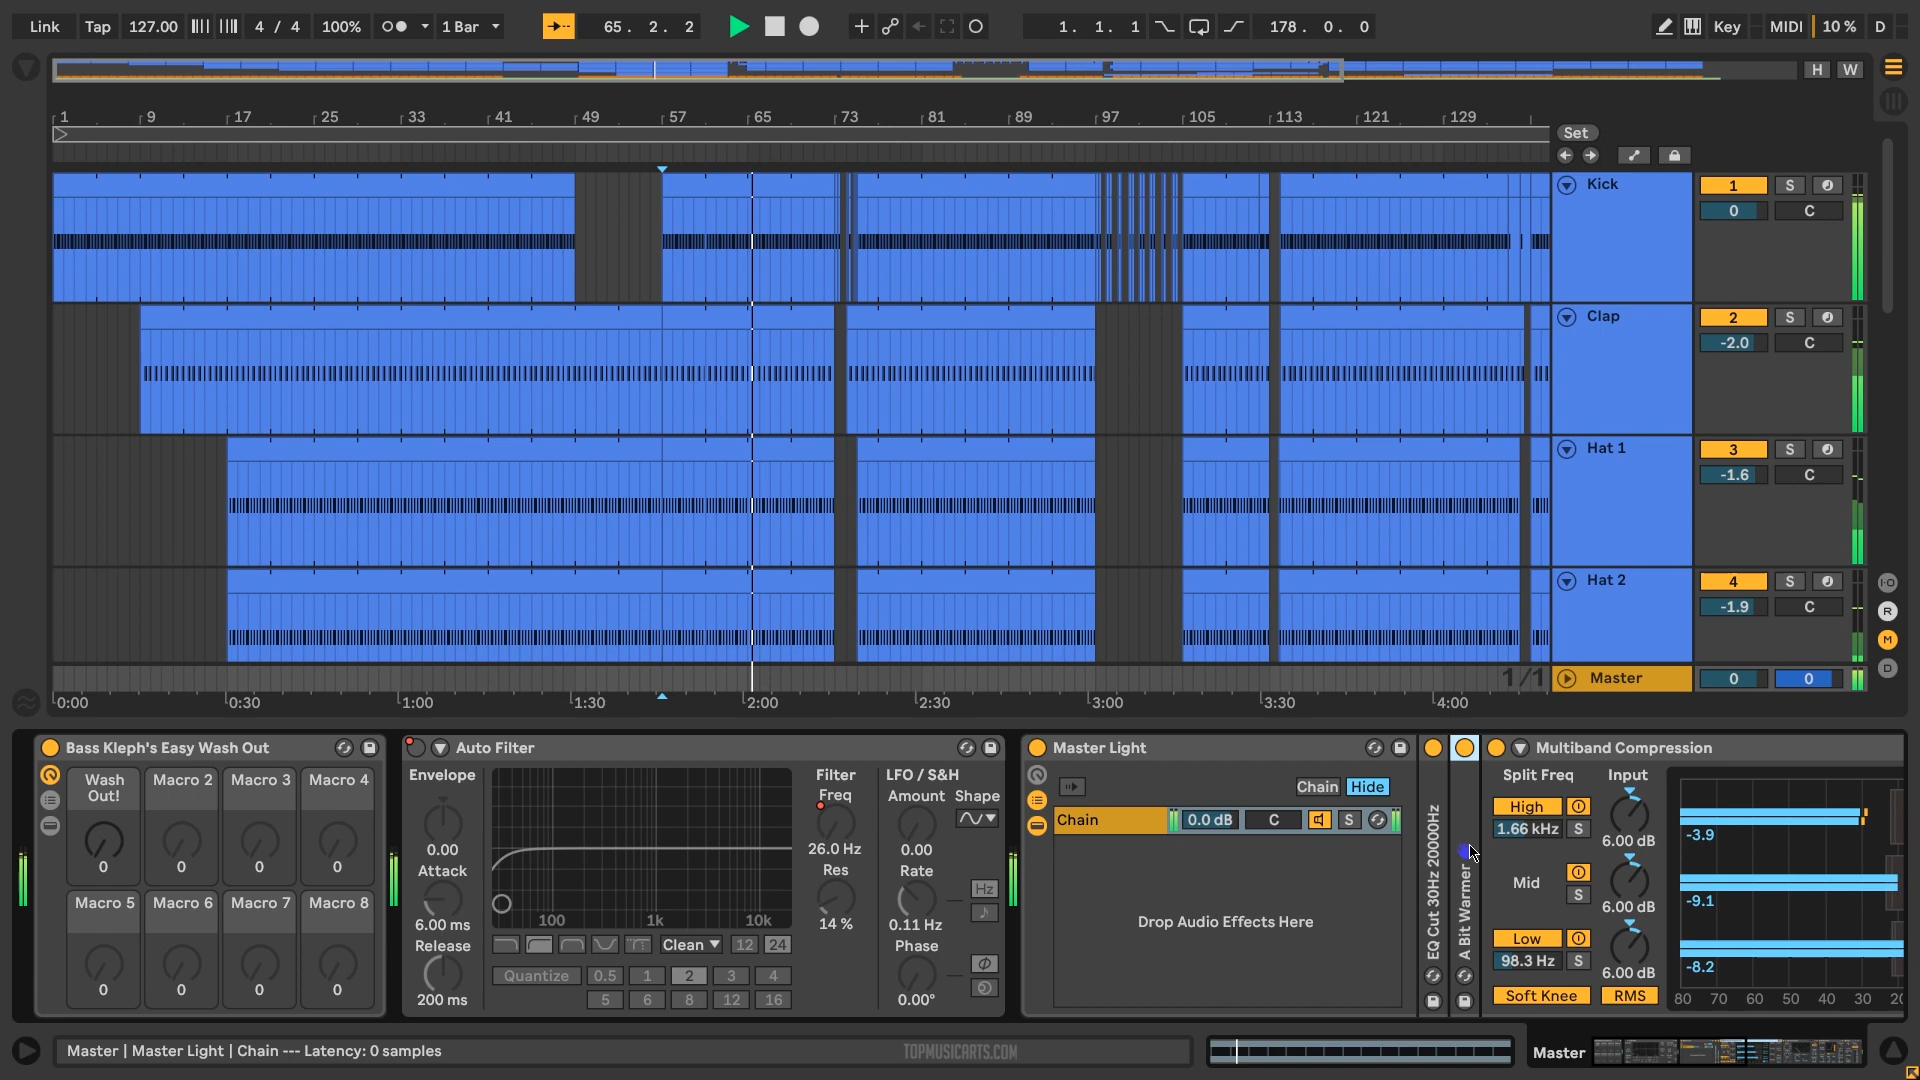 Link Tap 127.00 4 / 4 100% 1 Bar 65. 2. 2 1. 1. 1 178. 0. 0 Key MIDI 10 % D
H W
1 9 17 25 33 41 49 57 65 73 81 89 97 105 113 121 129
Set
Kick 1 S
0 C
Clap 2 S
-2.0 C
Hat 1 3 S
-1.6 C
Hat 2 4 S
-1.9 C
I·O
R
M
D
1/1 Master 0 0
0:00 0:30 1:00 1:30 2:00 2:30 3:00 3:30 4:00
Bass Kleph's Easy Wash Out
Wash Out! Macro 2 Macro 3 Macro 4
0 0 0 0
Macro 5 Macro 6 Macro 7 Macro 8
0 0 0 0
Auto Filter
Envelope
0.00
Attack
6.00 ms
Release
200 ms
100 1k 10k
Clean 12 24
Quantize 0.5 1 2 3 4
5 6 8 12 16
Filter
Freq
26.0 Hz
Res
14 %
LFO / S&H
Amount Shape
0.00
Rate
Hz
0.11 Hz
Phase
0.00°
Master Light
Chain Hide
Chain 0.0 dB C S
Drop Audio Effects Here
EQ Cut 30Hz 20000Hz
A Bit Warmer
Multiband Compression
Split Freq Input
High
1.66 kHz S
6.00 dB
Mid
S
6.00 dB
Low
98.3 Hz S
6.00 dB
Soft Knee RMS
-3.9
-9.1
-8.2
80 70 60 50 40 30
Master | Master Light | Chain --- Latency: 0 samples
TOPMUSICARTS.COM
Master